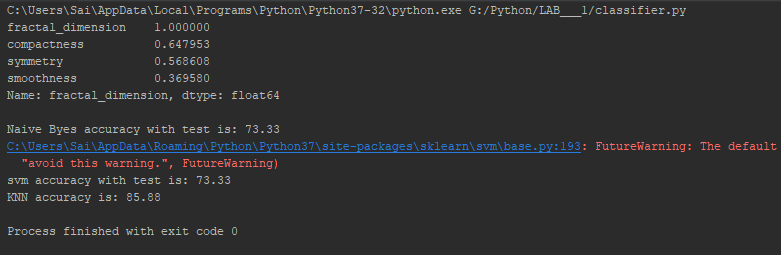 C:\Users\Sai\AppData\Local\Programs\Python\Python37-32\python.exe G:/Python/LAB___1/classifier.py
fractal_dimension    1.000000
compactness          0.647953
symmetry             0.568608
smoothness           0.369580
Name: fractal_dimension, dtype: float64
Naive Byes accuracy with test is: 73.33
C:\Users\Sai\AppData\Roaming\Python\Python37\site-packages\sklearn\svm\base.py:193: FutureWarning: The default
  "avoid this warning.", FutureWarning)
svm accuracy with test is: 73.33
KNN accuracy is: 85.88
Process finished with exit code 0